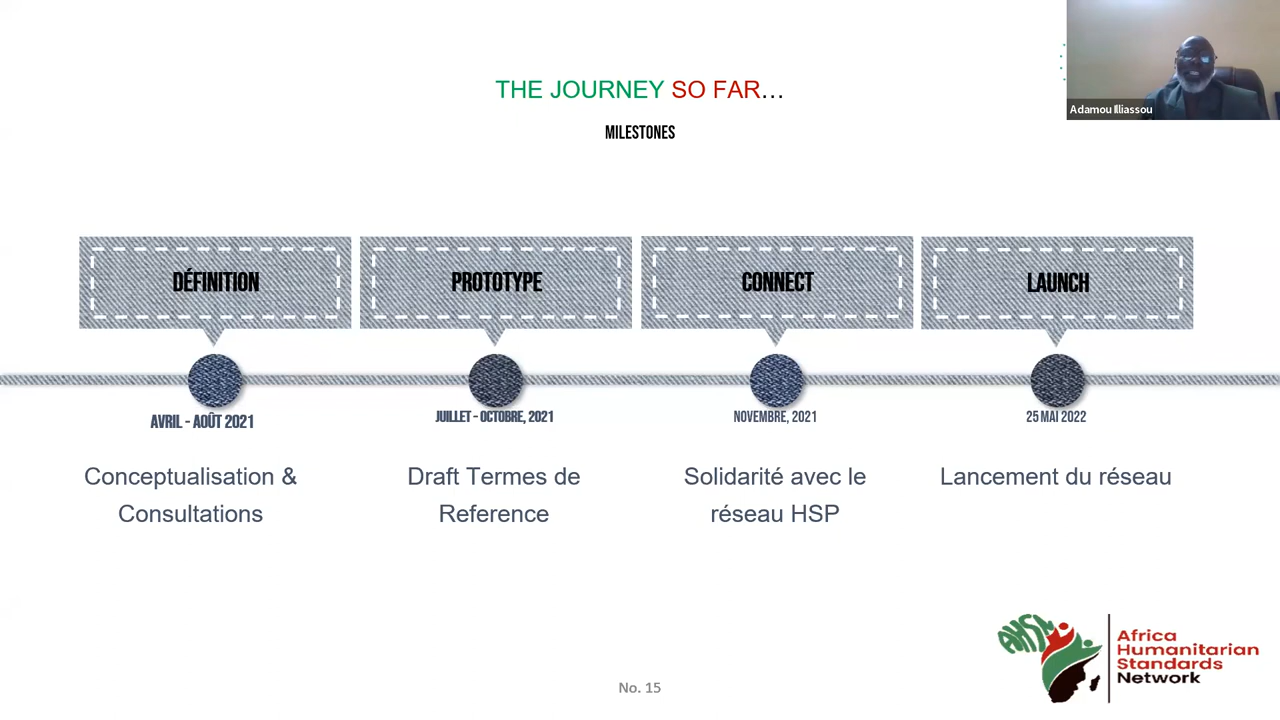 THE JOURNEY SO FAR...
MILESTONES
Adamou Illiassou
DÉFINITION
PROTOTYPE
CONNECT
LAUNCH
AVRIL - AOÛT 2021
JUILLET - OCTOBRE, 2021
NOVEMBRE, 2021
25 MAI 2022
Conceptualisation &
Consultations
Draft Termes de
Reference
Solidarité avec le
réseau HSP
Lancement du réseau
AHSN
Africa
Humanitarian
Standards
Network
No. 15